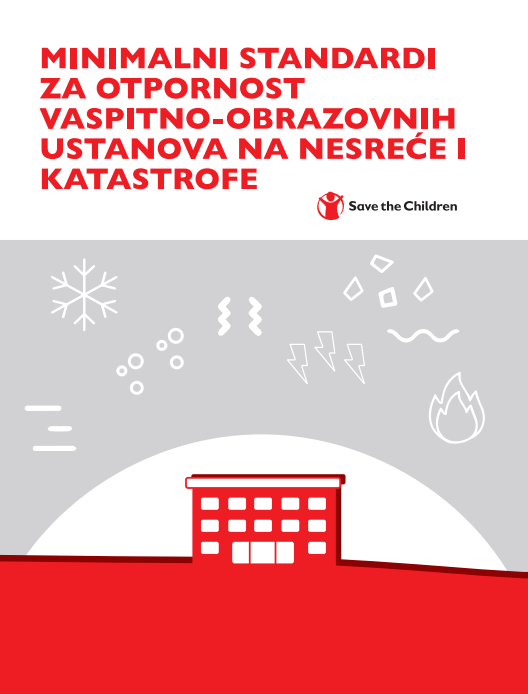 MINIMALNI STANDARDI
ZA OTPORNOST
VASPITNO-OBRAZOVNIH
USTANOVA NA NESREĆE I
KATASTROFE
Save the Children